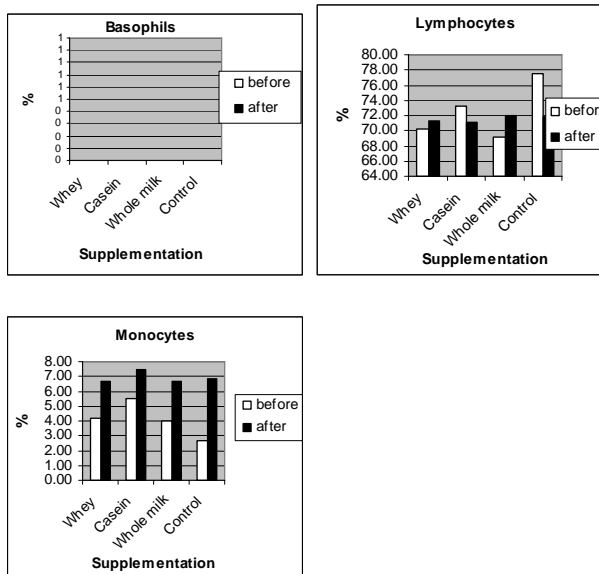 Basophils
1
1
1
1
1
1
0
0
0
0
0
%
Whey
Casein
Whole milk
Control
Supplementation
before
after
Lymphocytes
80.00
78.00
76.00
74.00
72.00
70.00
68.00
66.00
64.00
%
Whey
Casein
Whole milk
Control
Supplementation
before
after
Monocytes
8.00
7.00
6.00
5.00
4.00
3.00
2.00
1.00
0.00
%
Whey
Casein
Whole milk
Control
Supplementation
before
after